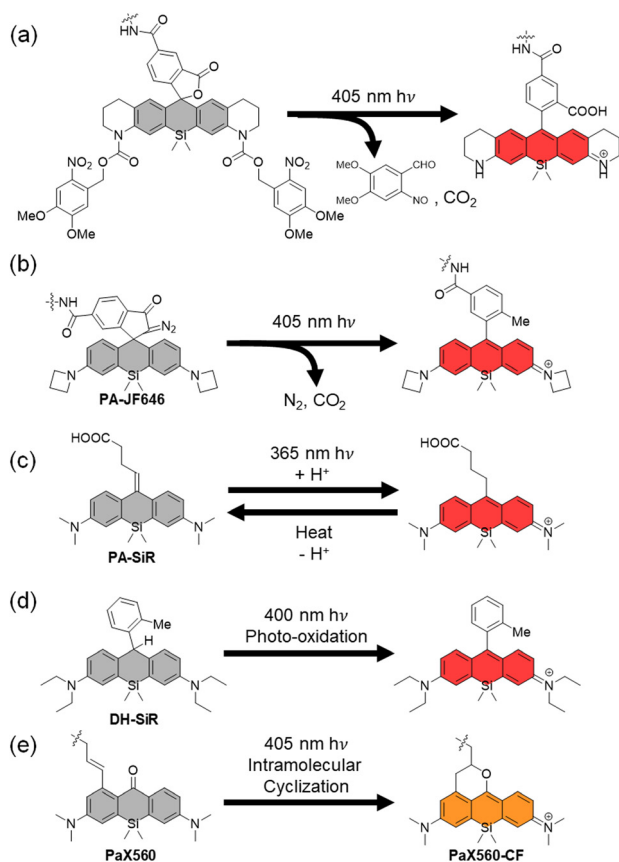 (a)
HN
O
O
O
N
Si
N
O
O
O
O
NO2
NO2
OMe
OMe
MeO
OMe
405 nm hν
MeO
CHO
MeO
NO , CO2
HN
O
COOH
N
H
Si
N
H
(b)
NH
O
O
N2
N
Si
N
PA-JF646
405 nm hν
N2, CO2
NH
O
Me
N
Si
N
(c)
HOOC
N
Si
N
PA-SiR
365 nm hν
+ H+
Heat
- H+
HOOC
N
Si
N
(d)
Me
H
N
Si
N
DH-SiR
400 nm hν
Photo-oxidation
Me
N
Si
N
(e)
O
N
Si
N
PaX560
405 nm hν
Intramolecular
Cyclization
O
N
Si
N
PaX560-CF